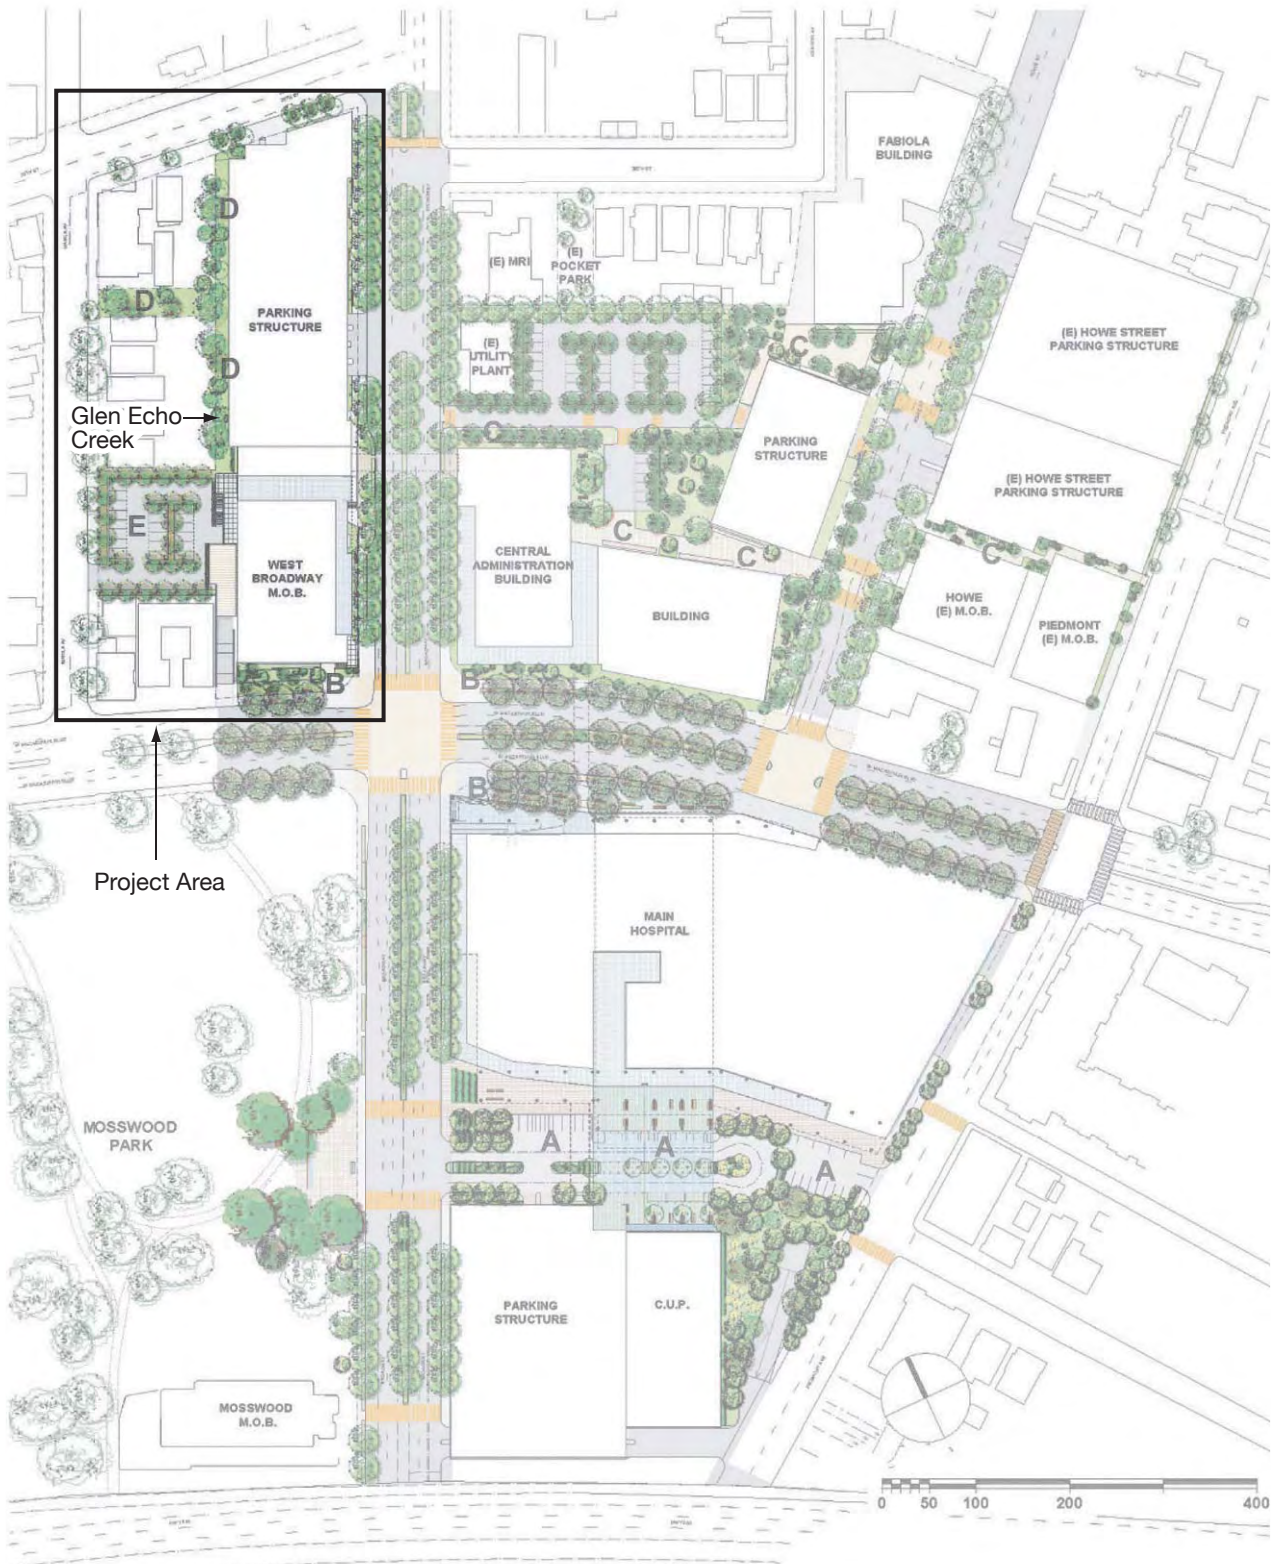 FABIOLA
BUILDING
D
(E) MRI
(E)
POCKET
PARK
D
PARKING
STRUCTURE
(E)
UTILITY
PLANT
C
(E) HOWE STREET
PARKING STRUCTURE
D
Glen Echo
Creek
C
PARKING
STRUCTURE
(E) HOWE STREET
PARKING STRUCTURE
E
C
C
C
CENTRAL
ADMINISTRATION
BUILDING
WEST
BROADWAY
M.O.B.
BUILDING
HOWE
(E) M.O.B.
PIEDMONT
(E) M.O.B.
B
B
B
Project Area
MAIN
HOSPITAL
MOSSWOOD
PARK
A
A
A
PARKING
STRUCTURE
C.U.P.
MOSSWOOD
M.O.B.
0 50 100 200 400